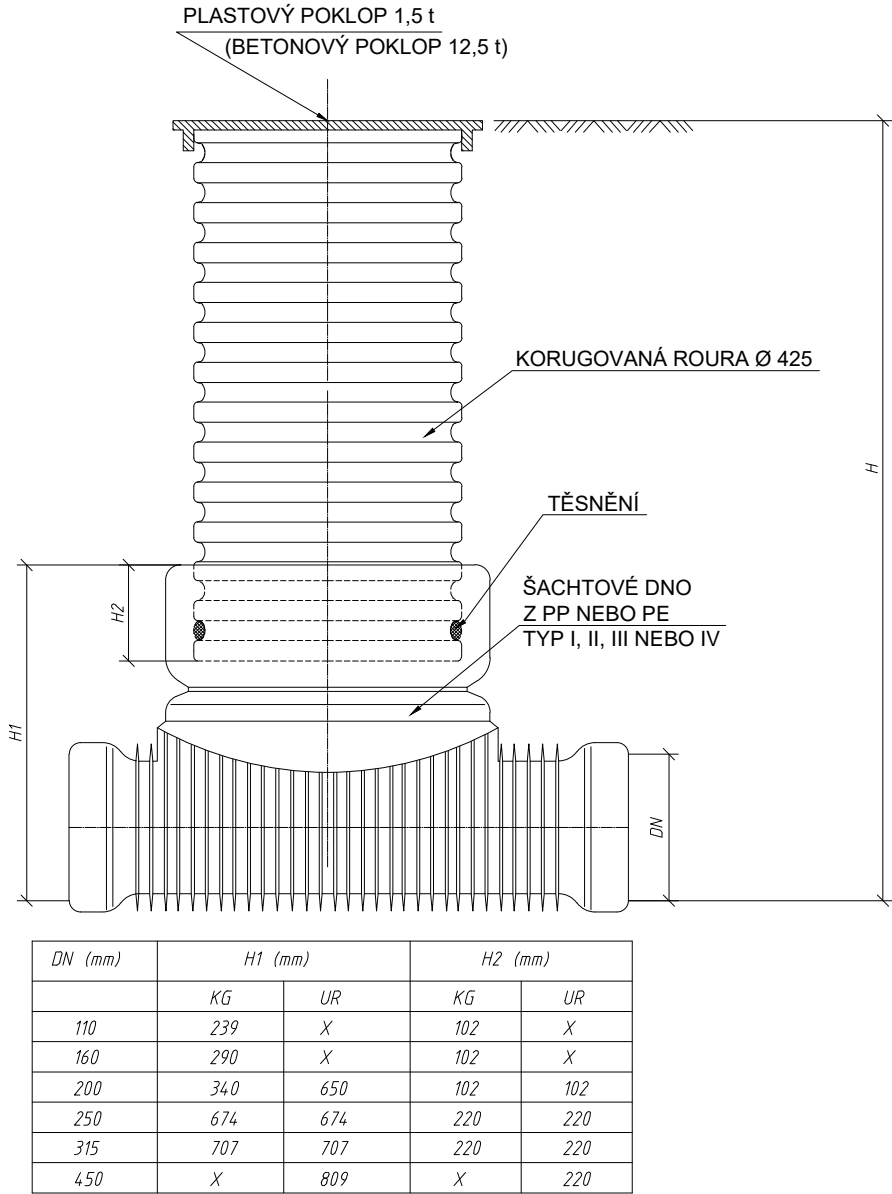 PLASTOVÝ POKLOP 1,5 t
(BETONOVÝ POKLOP 12,5 t)
KORUGOVANÁ ROURA Ø 425
H
TĚSNĚNÍ
ŠACHTOVÉ DNO
Z PP NEBO PE
TYP I, II, III NEBO IV
H2
H1
DN
DN (mm) H1 (mm) H2 (mm)
KG UR KG UR
110 239 X 102 X
160 290 X 102 X
200 340 650 102 102
250 674 674 220 220
315 707 707 220 220
450 X 809 X 220